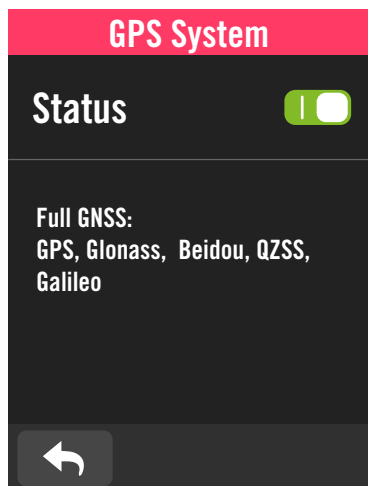 GPS System
Status
Full GNSS:
GPS, Glonass, Beidou, QZSS,
Galileo